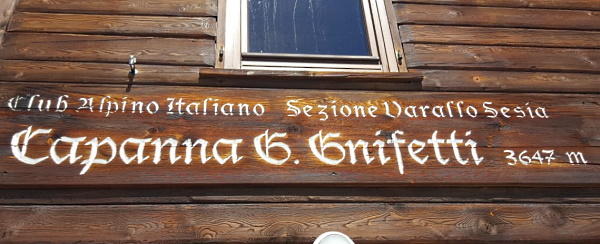 Club Alpino Italiano Sezione Varallo Sesia
Capanna G. Gnifetti 3647 m